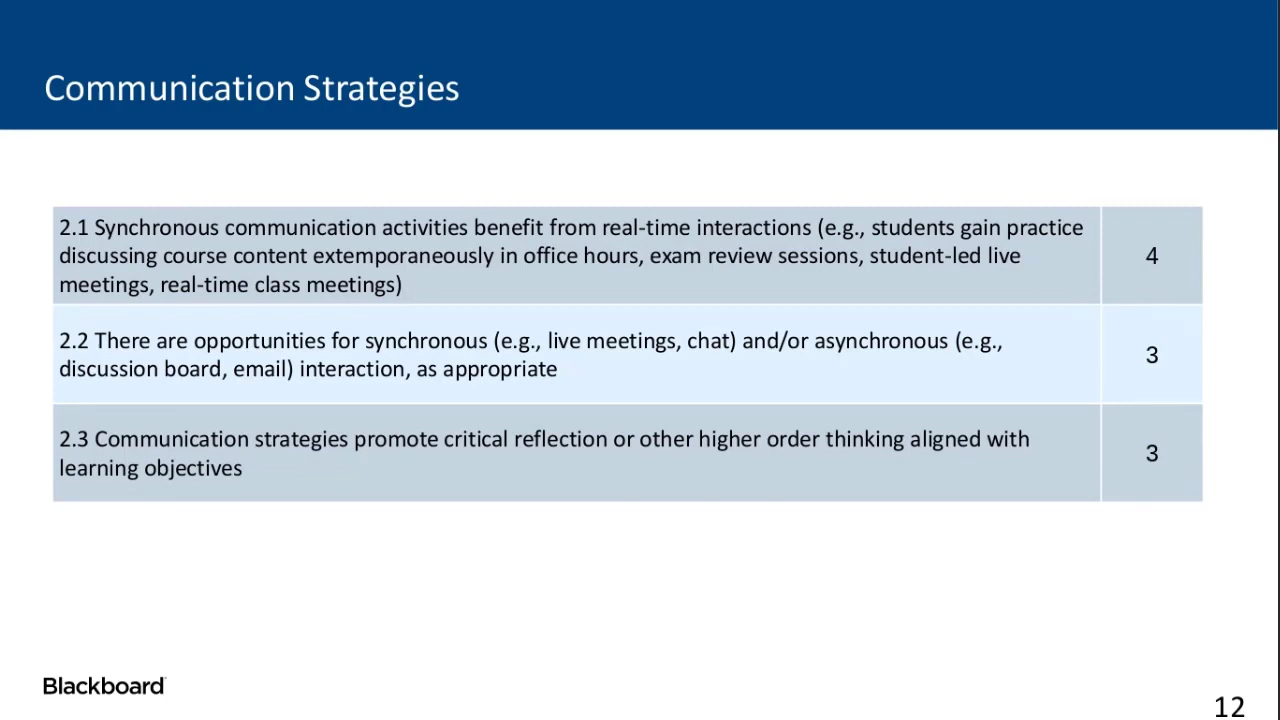 Communication Strategies
2.1 Synchronous communication activities benefit from real-time interactions (e.g., students gain practice
discussing course content extemporaneously in office hours, exam review sessions, student-led live
meetings, real-time class meetings)
4
2.2 There are opportunities for synchronous (e.g., live meetings, chat) and/or asynchronous (e.g.,
discussion board, email) interaction, as appropriate
3
2.3 Communication strategies promote critical reflection or other higher order thinking aligned with
learning objectives
3
Blackboard
12